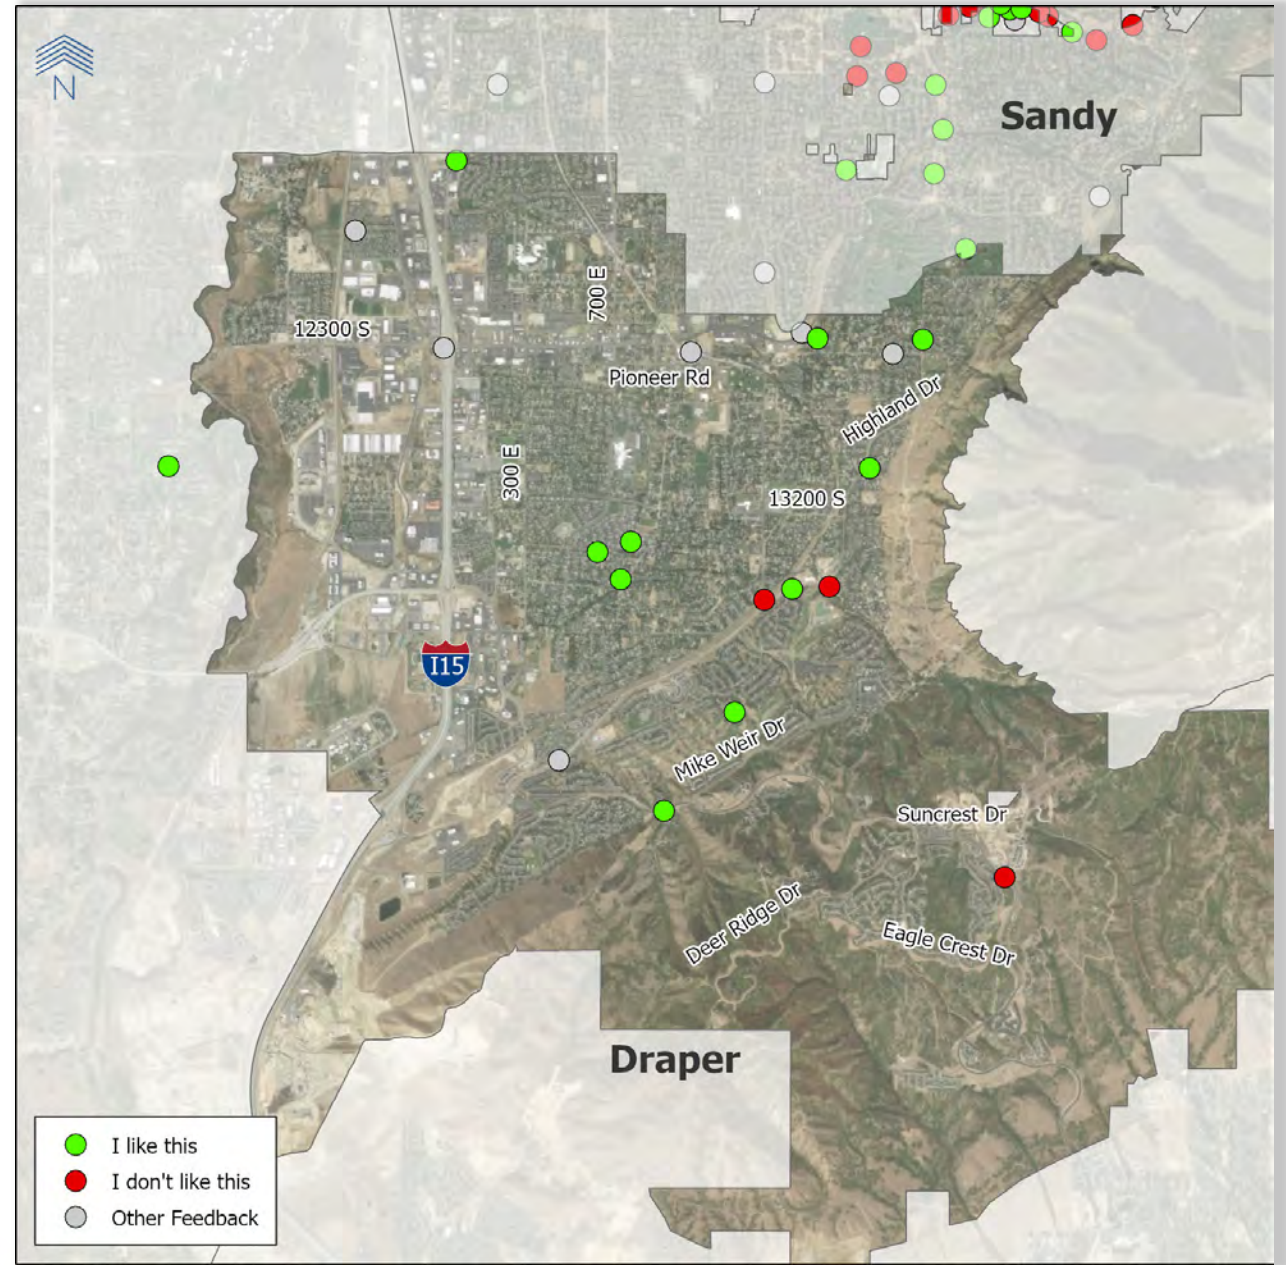 N
Sandy
700 E
12300 S
Pioneer Rd
Highland Dr
300 E
13200 S
I15
Mike Weir Dr
Suncrest Dr
Deer Ridge Dr
Eagle Crest Dr
Draper
I like this
I don't like this
Other Feedback